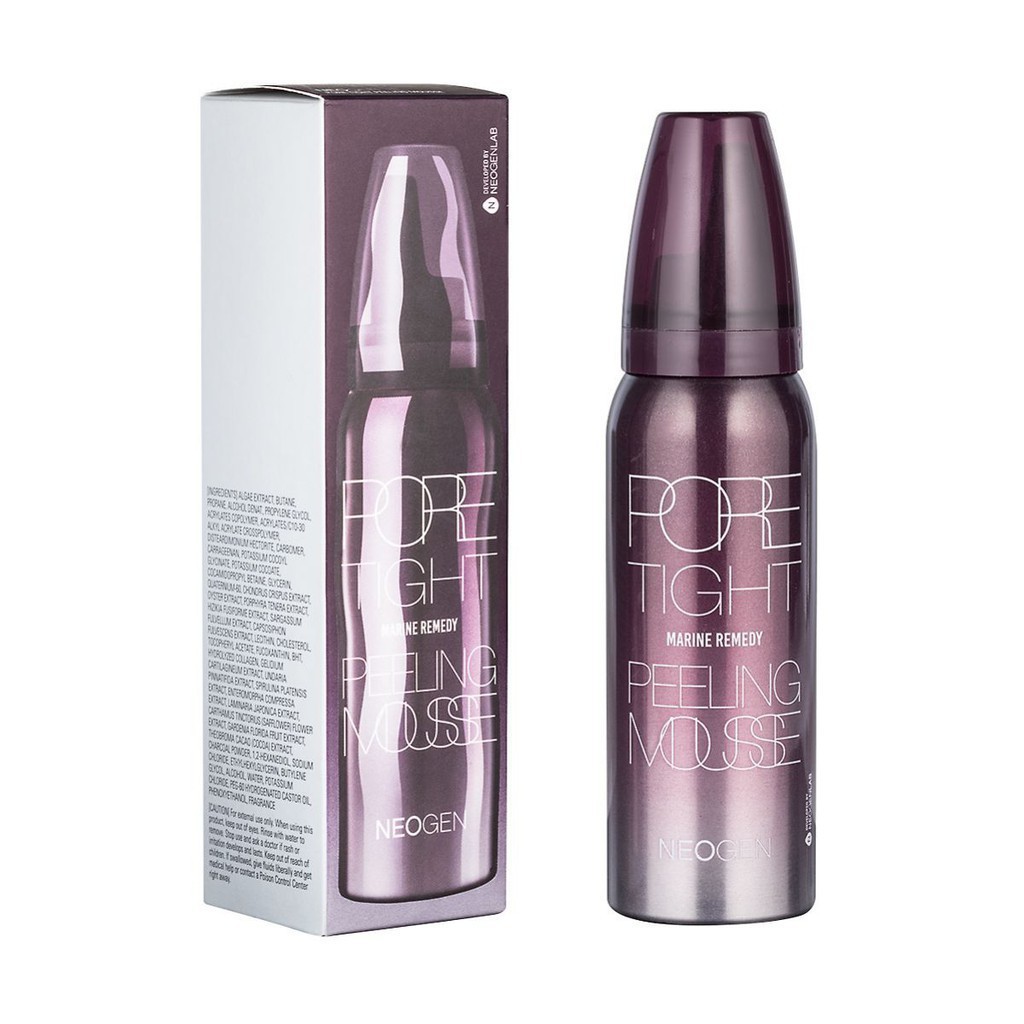 [INGREDIENTS] ALGAE EXTRACT, BUTANE,
PROPANE, ALCOHOL DENAT, PROPYLENE GLYCOL,
ACRYLATES COPOLYMER, ACRYLATES/C10-30
ALKYL ACRYLATE CROSSPOLYMER,
DISTEARDIMONIUM HECTORITE, CARBOMER,
CARRAGEENAN, POTASSIUM COCOYL
GLYCINATE, POTASSIUM COCOATE,
COCAMIDOPROPYL BETAINE, GLYCERIN,
QUATERNIUM-60, CHONDRUS CRISPUS EXTRACT,
OYSTER EXTRACT, PORPHYRA TENERA EXTRACT,
HIZIKIA FUSIFORME EXTRACT, SARGASSUM
FULVELLUM EXTRACT, CAPSOSIPHON
FULVESCENS EXTRACT, LECITHIN, CHOLESTEROL,
TOCOPHERYL ACETATE, FUCOXANTHIN, BHT,
HYDROLYZED COLLAGEN, GELIDIUM
CARTILAGINEUM EXTRACT, UNDARIA
PINNATIFIDA EXTRACT, SPIRULINA PLATENSIS
EXTRACT, ENTEROMORPHA COMPRESSA
EXTRACT, LAMINARIA JAPONICA EXTRACT,
CARTHAMUS TINCTORIUS (SAFFLOWER) FLOWER
EXTRACT, GARDENIA FLORIDA FRUIT EXTRACT,
THEOBROMA CACAO (COCOA) EXTRACT,
CHARCOAL POWDER, 1,2-HEXANEDIOL, SODIUM
CHLORIDE, ETHYLHEXYLGLYCERIN, BUTYLENE
GLYCOL, ALCOHOL, WATER, POTASSIUM
CHLORIDE, PEG-60 HYDROGENATED CASTOR OIL,
PHENOXYETHANOL, FRAGRANCE
[CAUTION] For external use only. When using this
product, keep out of eyes. Rinse with water to
remove. Stop use and ask a doctor if rash or
irritation develops and lasts. Keep out of reach of
children. If swallowed, give fluids liberally and get
medical help or contact a Poison Control Center
right away.
N DEVELOPED BY
NEOGENLAB
PORE
TIGHT
MARINE REMEDY
PEELING
MOUSSE
NEOGEN
PORE
TIGHT
MARINE REMEDY
PEELING
MOUSSE
NEOGEN
DEVELOPED BY
NEOGENLAB